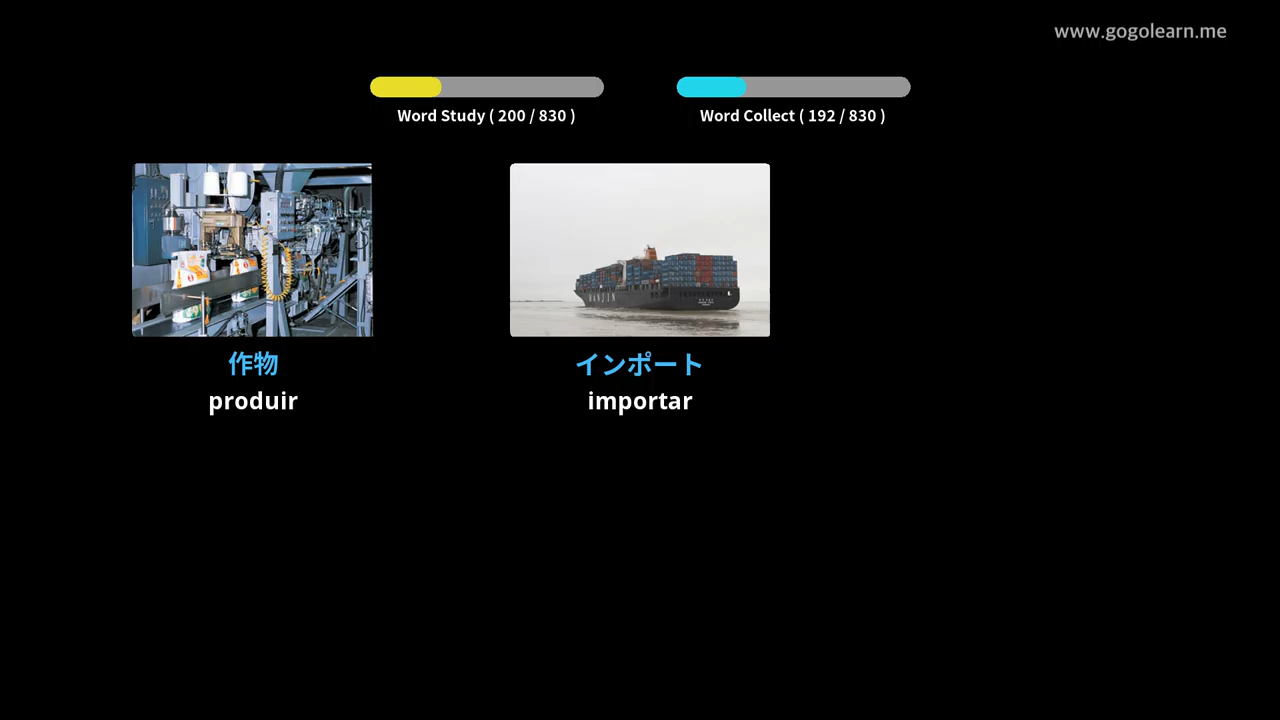 www.gogolearn.me
Word Study ( 200 / 830 )
Word Collect ( 192 / 830 )
HANJIN
作物
produir
インポート
importar